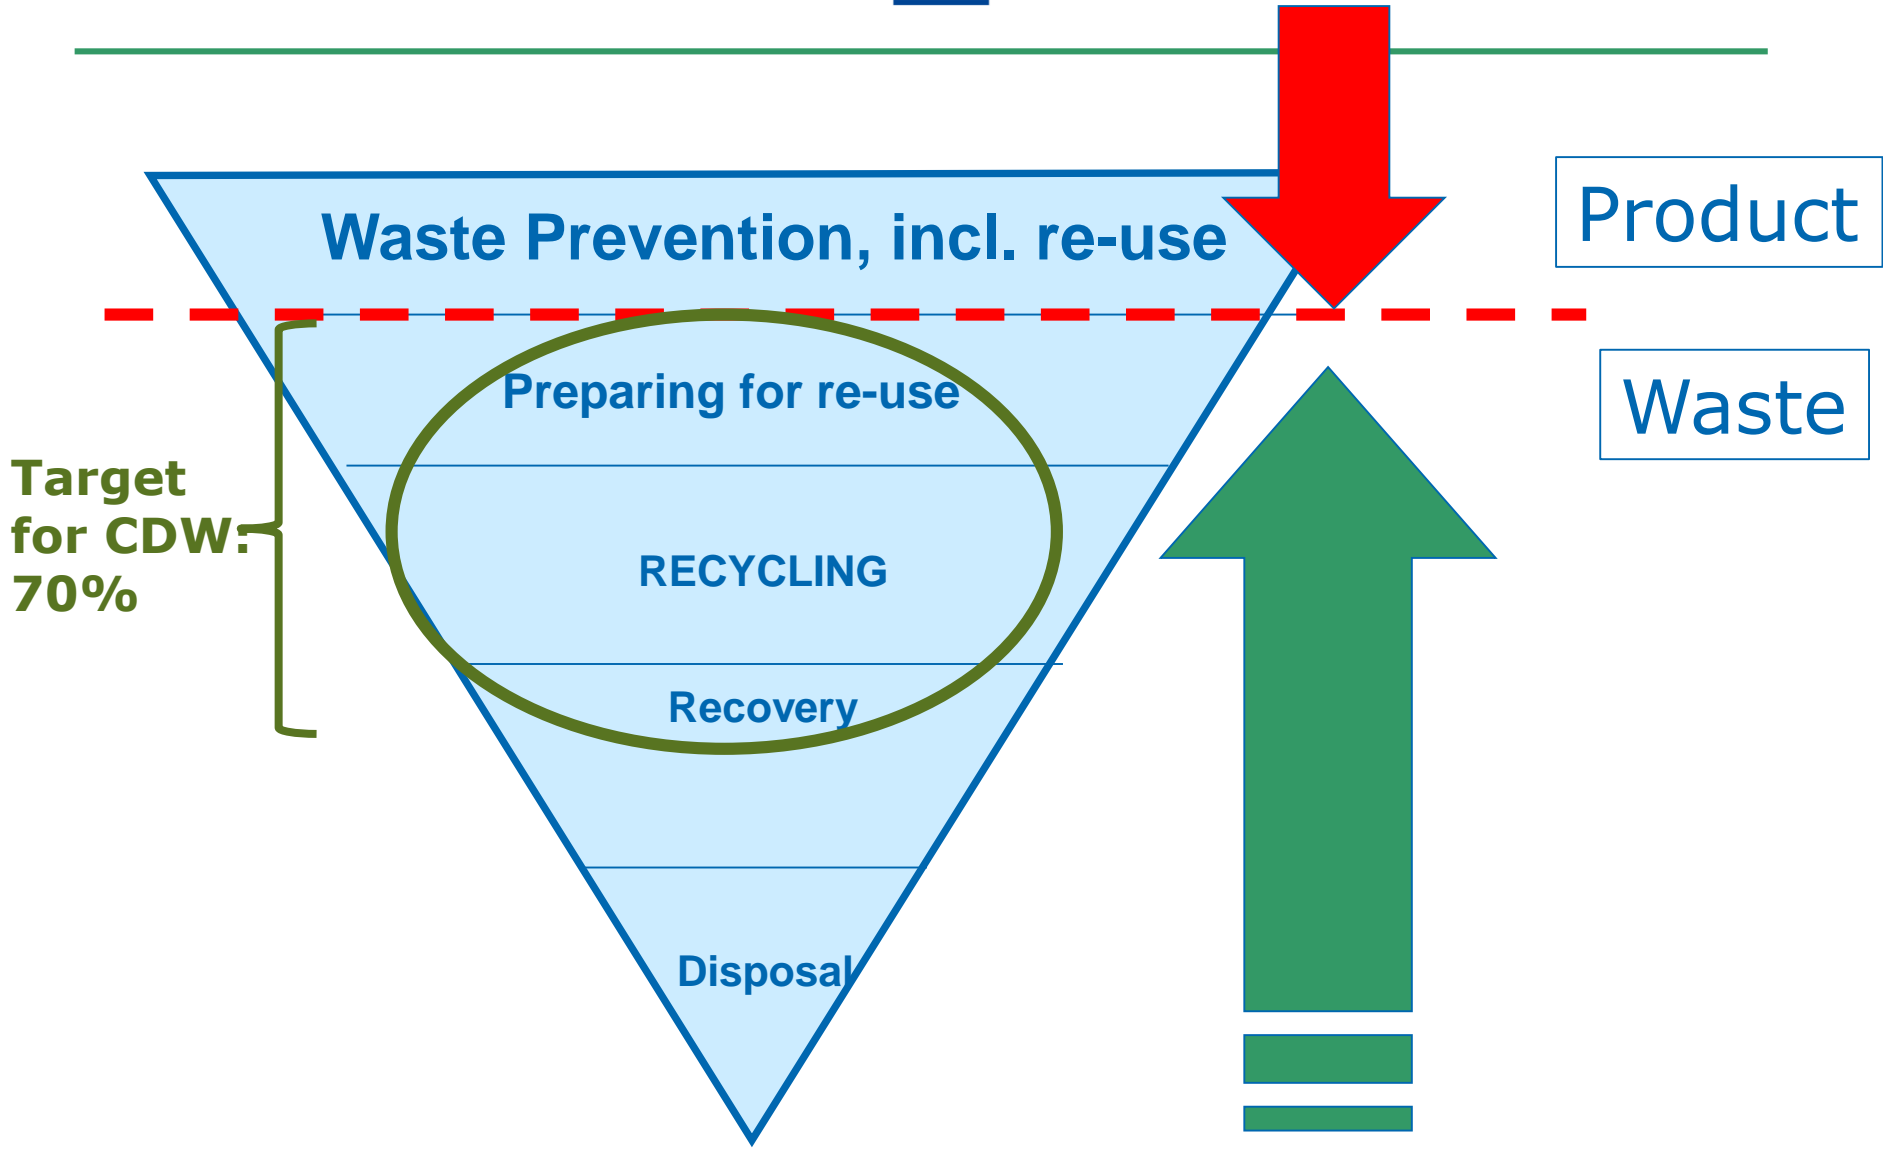 Waste Prevention, incl. re-use
Product
Preparing for re-use
Waste
Target
for CDW:
70%
RECYCLING
Recovery
Disposal